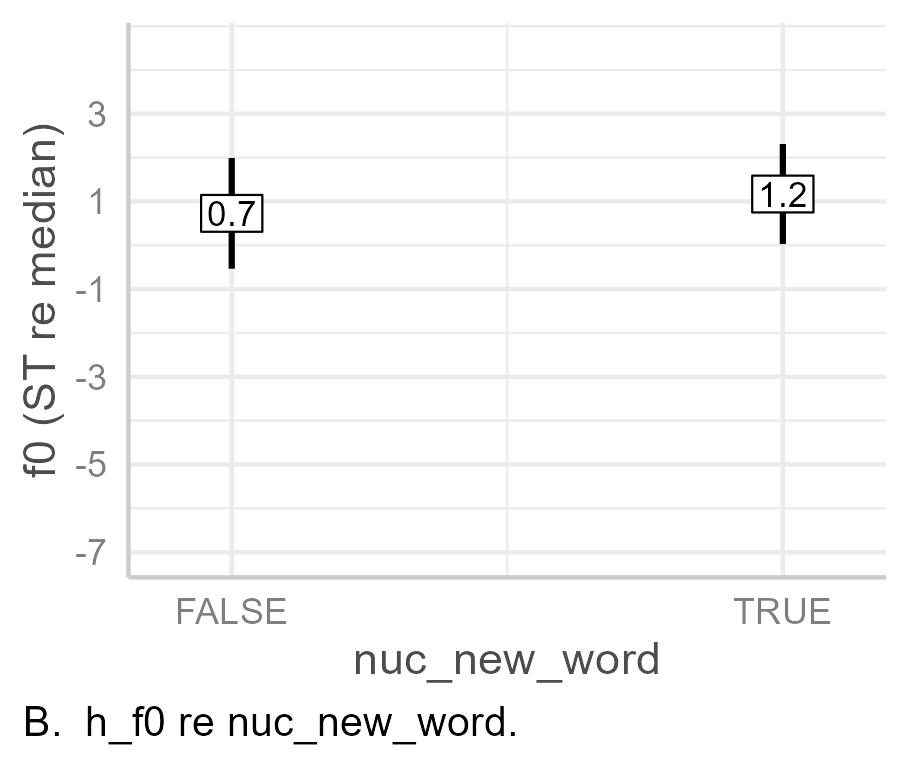 f0 (ST re median)
3
1
-1
-3
-5
-7
0.7
1.2
FALSE
TRUE
nuc_new_word
B. h_f0 re nuc_new_word.